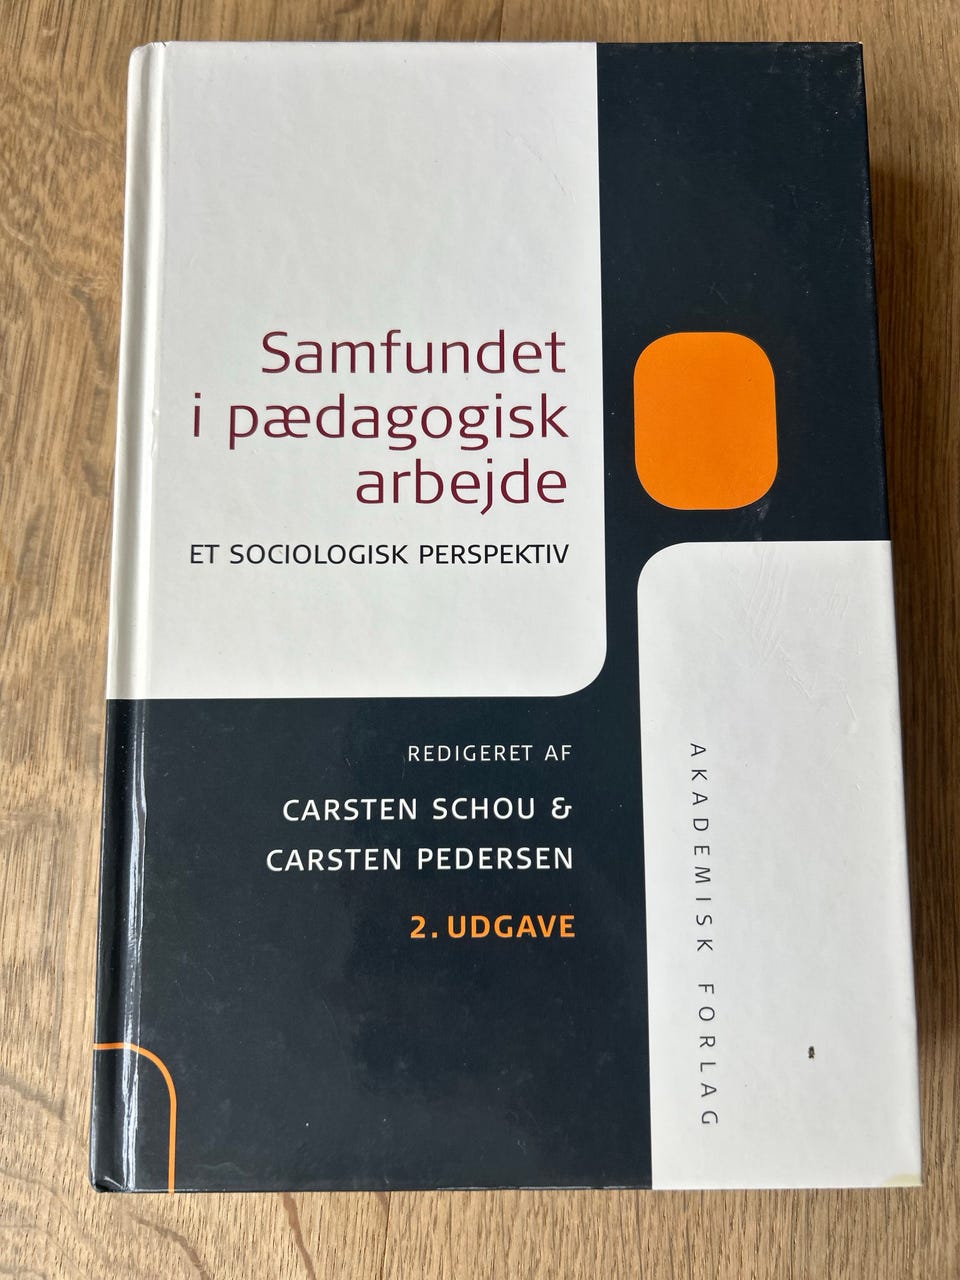 Samfundet
i pædagogisk
arbejde
ET SOCIOLOGISK PERSPEKTIV
REDIGERET AF
CARSTEN SCHOU &
CARSTEN PEDERSEN
2. UDGAVE
AKADEMISK FORLAG